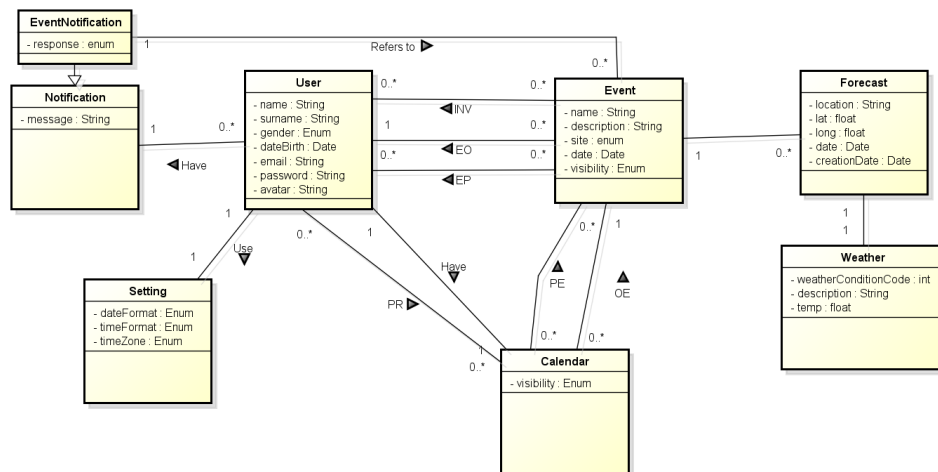 EventNotification
- response : enum
1
Refers to
0..*
Notification
- message : String
1
0..*
Have
User
- name : String
- surname : String
- gender : Enum
- dateBirth : Date
- email : String
- password : String
- avatar : String
0..*
0..*
INV
1
0..*
EO
0..*
0..*
EP
Event
- name : String
- description : String
- site : enum
- date : Date
- visibility : Enum
1
0..*
Forecast
- location : String
- lat : float
- long : float
- date : Date
- creationDate : Date
1
1
Weather
- weatherConditionCode : int
- description : String
- temp : float
1
Use
1
Setting
- dateFormat : Enum
- timeFormat : Enum
- timeZone : Enum
0..*
PR
0..*
1
Have
1
0..*
PE
0..*
1
OE
0..*
Calendar
- visibility : Enum